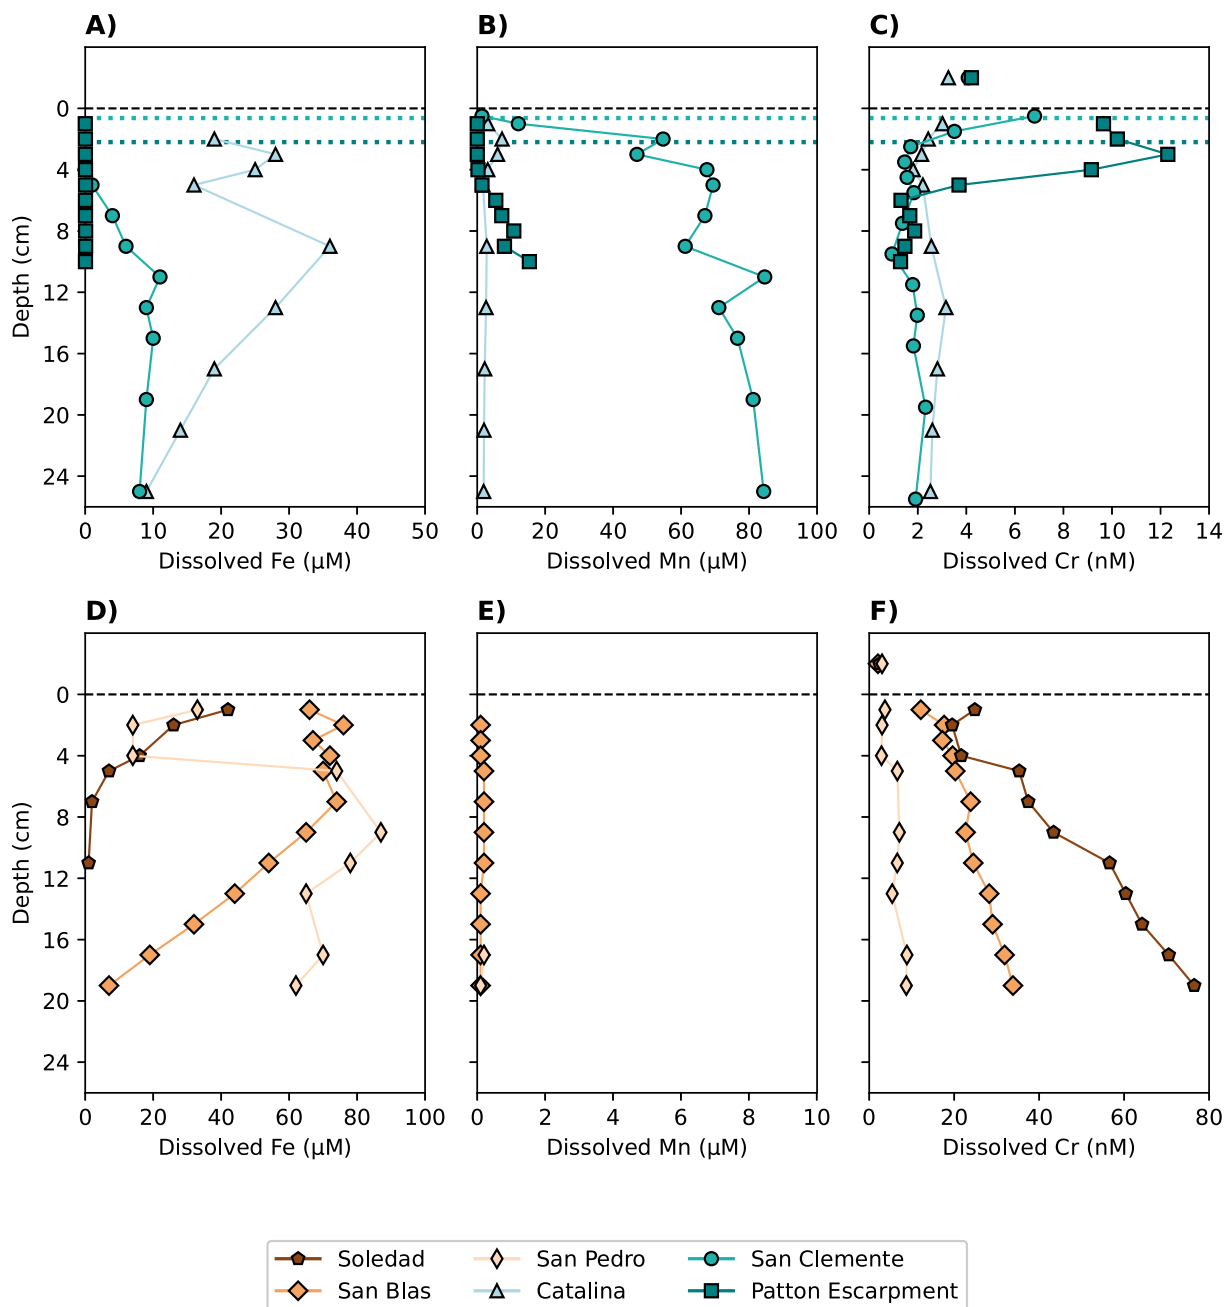 A)
B)
C)
0
4
8
12
16
20
24
Depth (cm)
0 10 20 30 40 50
Dissolved Fe (μM)
0 20 40 60 80 100
Dissolved Mn (μM)
0 2 4 6 8 10 12 14
Dissolved Cr (nM)
D)
E)
F)
0
4
8
12
16
20
24
Depth (cm)
0 20 40 60 80 100
Dissolved Fe (μM)
0 2 4 6 8 10
Dissolved Mn (μM)
0 20 40 60 80
Dissolved Cr (nM)
Soledad San Pedro San Clemente
San Blas Catalina Patton Escarpment